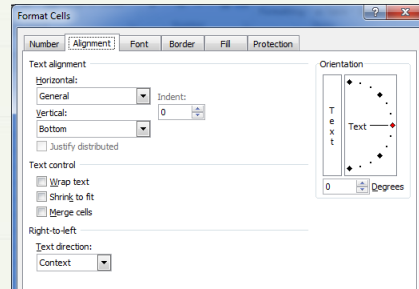 Format Cells
Number Alignment Font Border Fill Protection
Text alignment
Horizontal:
General
Indent:
Vertical:
0
Bottom
Justify distributed
Text control
Wrap text
Shrink to fit
Merge cells
Right-to-left
Text direction:
Context
Orientation
Text
Text
0 Degrees